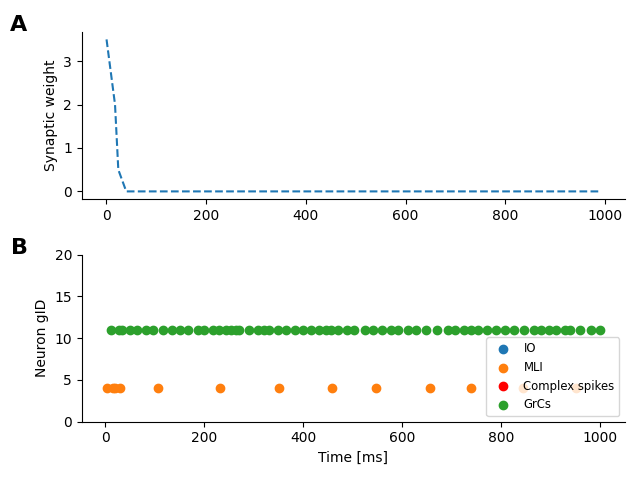 A
Synaptic weight
3
2
1
0
0 200 400 600 800 1000
B
Neuron gID
20
15
10
5
0
IO
MLI
Complex spikes
GrCs
0 200 400 600 800 1000
Time [ms]